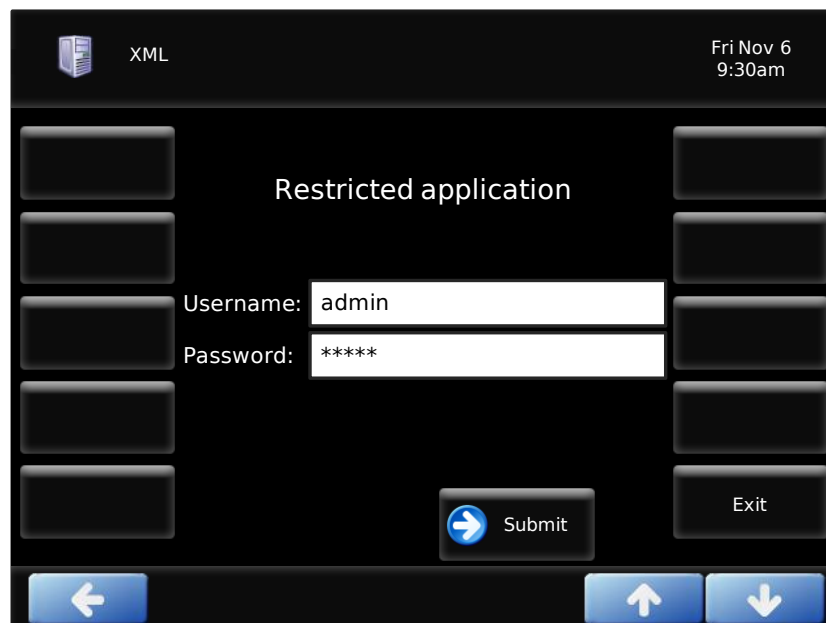 XML
Fri Nov 6
9:30am
Restricted application
Username: admin
Password: *****
Submit
Exit